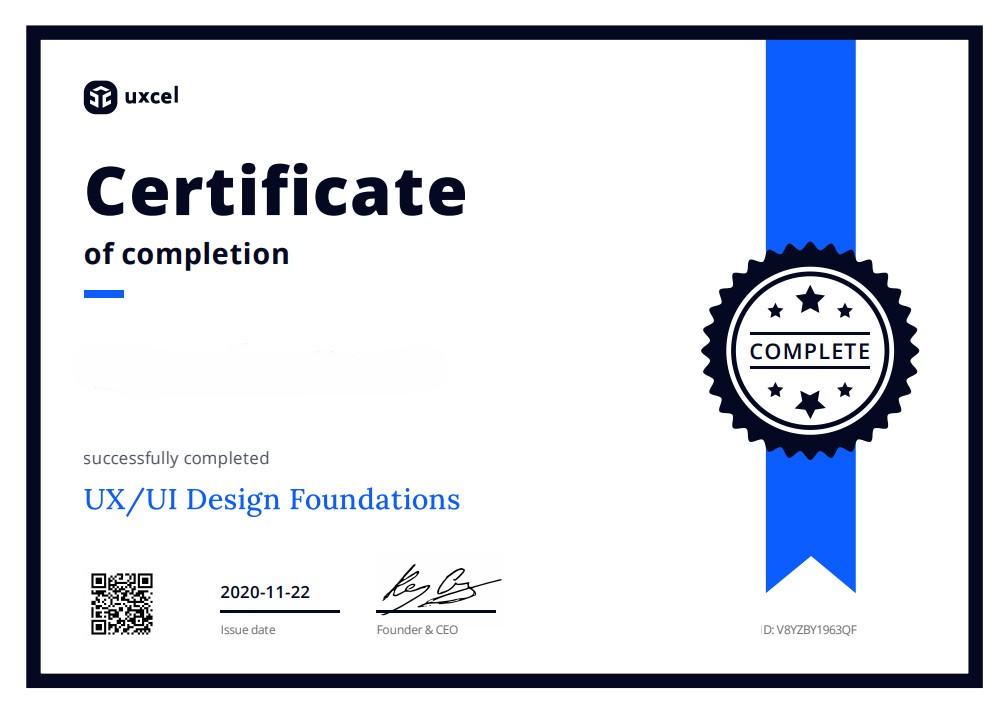 uxcel
Certificate
of completion
COMPLETE
successfully completed
UX/UI Design Foundations
2020-11-22
Issue date
Founder & CEO
ID: V8YZBY1963QF